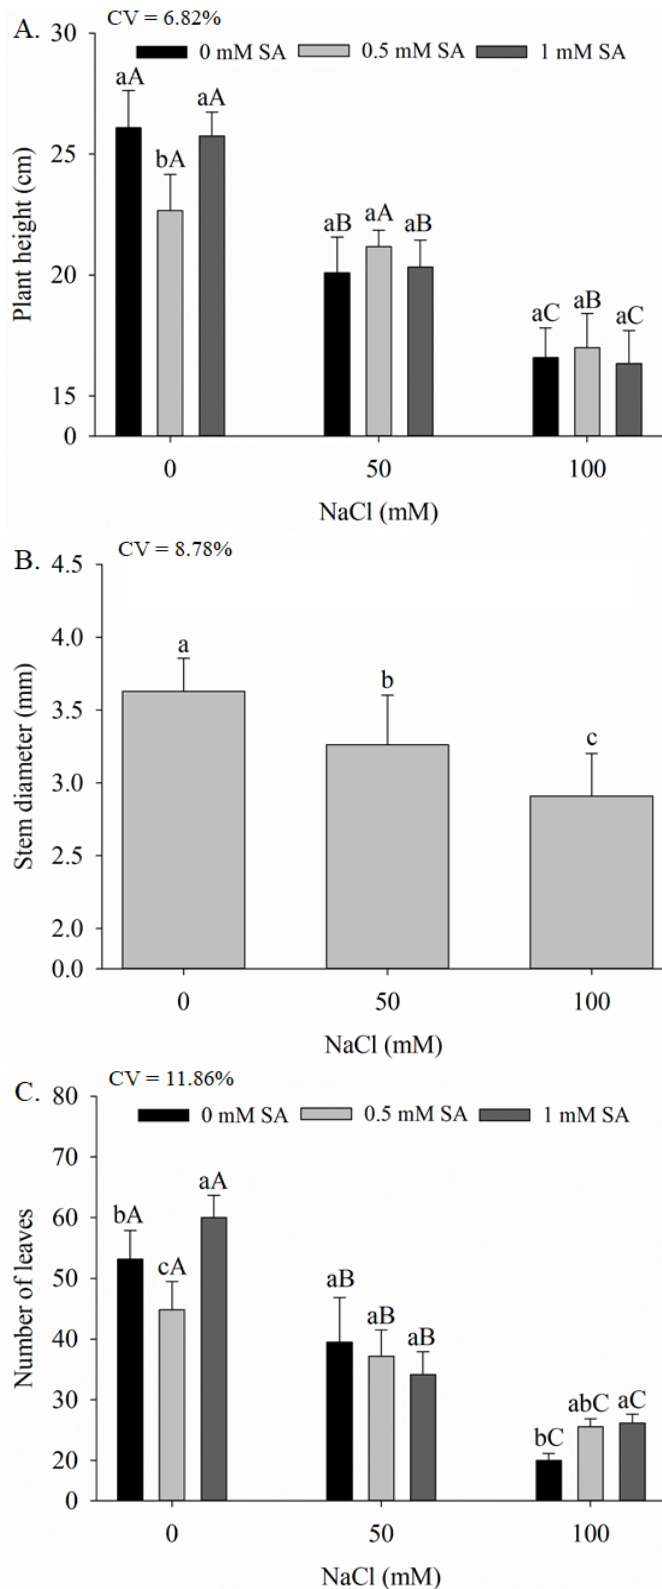 A.
CV = 6.82%
0 mM SA 0.5 mM SA 1 mM SA
Plant height (cm)
30
25
20
15
0
aA
bA
aA
aB
aA
aB
aC
aB
aC
0 50 100
NaCl (mM)
B.
CV = 8.78%
Stem diameter (mm)
4.5
4.0
3.5
3.0
2.5
2.0
0.0
a
b
c
0 50 100
NaCl (mM)
C.
CV = 11.86%
0 mM SA 0.5 mM SA 1 mM SA
Number of leaves
80
70
60
50
40
30
20
0
bA
cA
aA
aB
aB
aB
bC
abC
aC
0 50 100
NaCl (mM)